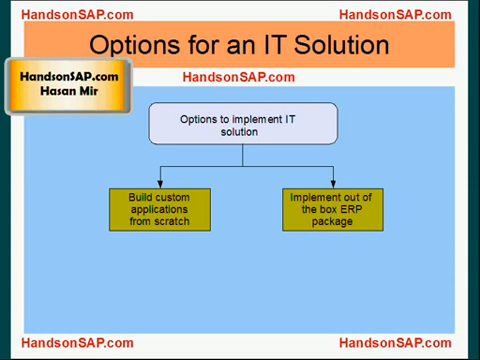 HandsonSAP.com
HandsonSAP.com
Options for an IT Solution
HandsonSAP.com
Hasan Mir
HandsonSAP.com
Options to implement IT
solution
Build custom
applications
from scratch
Implement out of
the box ERP
package
HandsonSAP.com
HandsonSAP.com